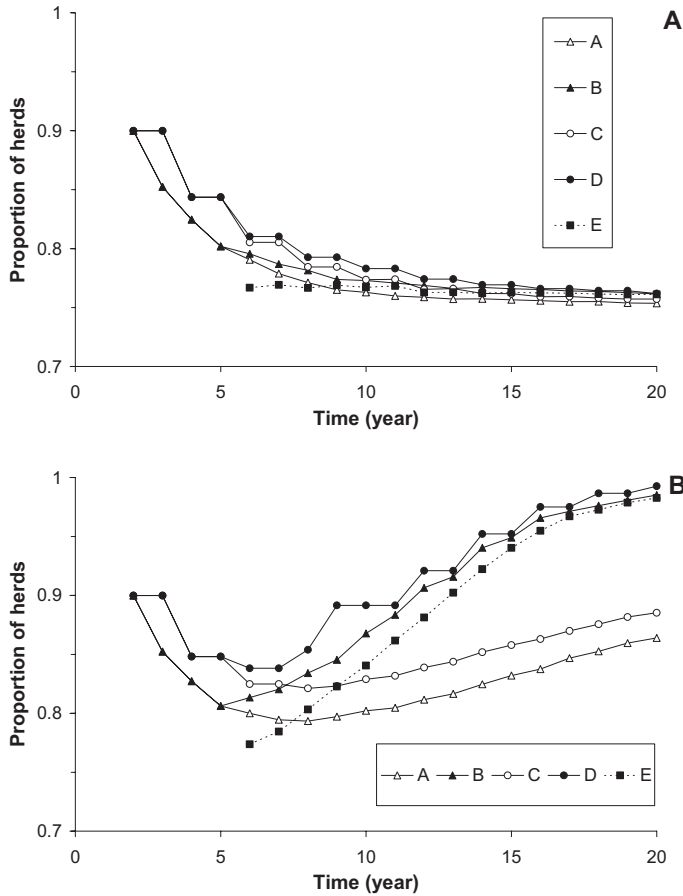 A
1
0.9
0.8
0.7
Proportion of herds
A
B
C
D
E
0 5 10 15 20
Time (year)
B
1
0.9
0.8
0.7
Proportion of herds
A B C D E
0 5 10 15 20
Time (year)